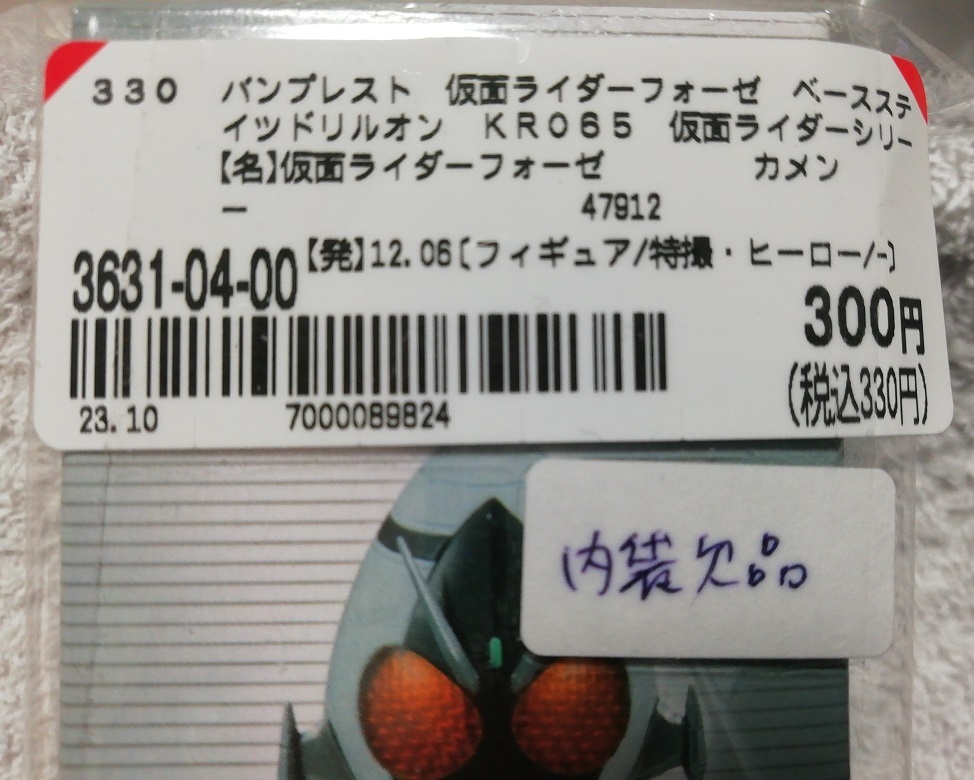 330 バンプレスト 仮面ライダーフォーゼ ベースステ
イツドリルオン KR065 仮面ライダーシリー
【名】仮面ライダーフォーゼ カメン
ー 47912
3631-04-00 【発】12.06〔フィギュア/特撮・ヒーロー/-〕
300円
(税込330円)
23.10 7000089824
内装欠品